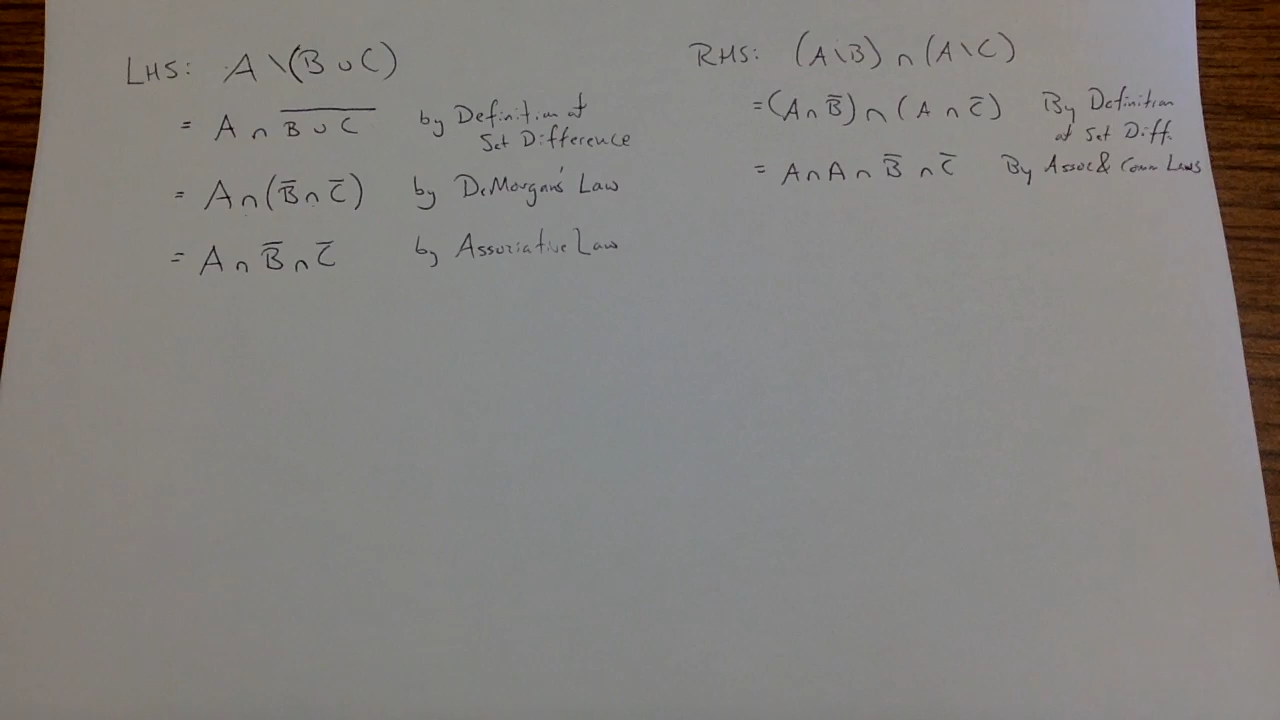 LHS: A \ (B ∪ C)
= A ∩ B̅ ̅∪̅ ̅C̅ by Definition of
Set Difference
= A ∩ (B̅ ∩ C̅) by DeMorgan's Law
= A ∩ B̅ ∩ C̅ by Associative Law
RHS: (A \ B) ∩ (A \ C)
= (A ∩ B̅) ∩ (A ∩ C̅) By Definition
of Set Diff.
= A ∩ A ∩ B̅ ∩ C̅ By Assoc & Comm Laws